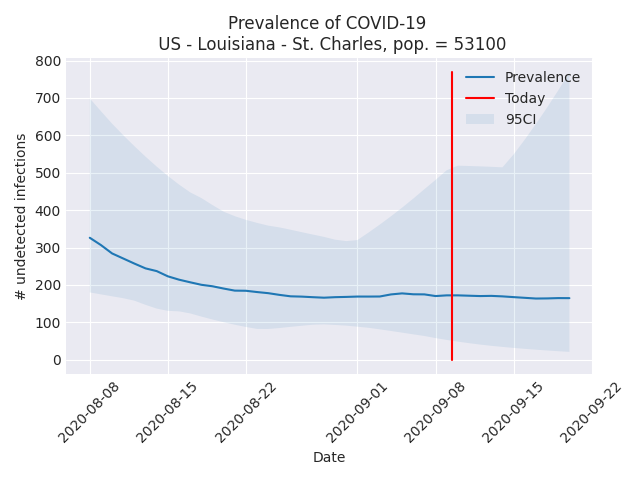 Prevalence of COVID-19
US - Louisiana - St. Charles, pop. = 53100
800
700
600
500
400
300
200
100
0
# undetected infections
Prevalence
Today
95CI
2020-08-08
2020-08-15
2020-08-22
2020-09-01
2020-09-08
2020-09-15
2020-09-22
Date